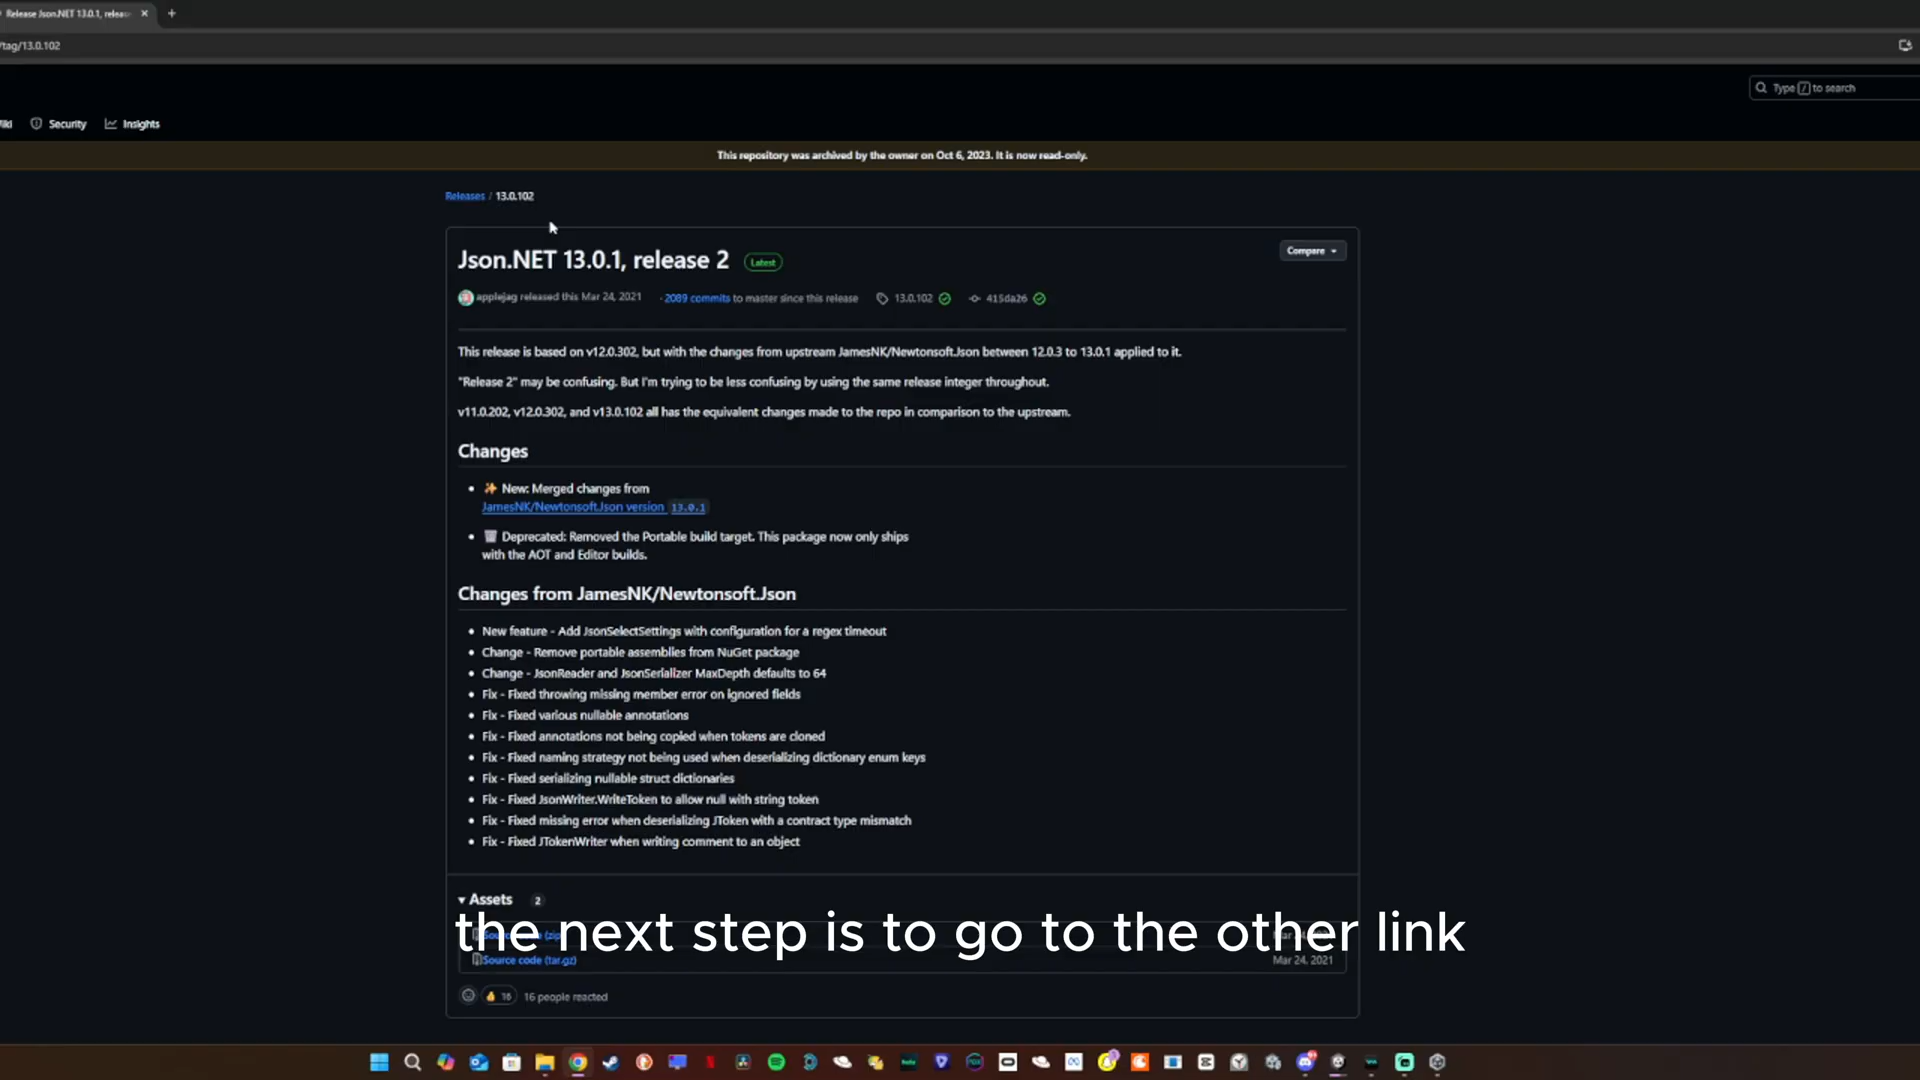 Release Json.NET 13.0.1, relea
/tag/13.0.102
Type / to search
Security
Insights
This repository was archived by the owner on Oct 6, 2023. It is now read-only.
Releases / 13.0.102
Json.NET 13.0.1, release 2
Latest
Compare
applejag released this Mar 24, 2021
· 2089 commits to master since this release
13.0.102
415da26
This release is based on v12.0.302, but with the changes from upstream JamesNK/Newtonsoft.Json between 12.0.3 to 13.0.1 applied to it.
"Release 2" may be confusing. But I'm trying to be less confusing by using the same release integer throughout.
v11.0.202, v12.0.302, and v13.0.102 all has the equivalent changes made to the repo in comparison to the upstream.
Changes
New: Merged changes from
JamesNK/Newtonsoft.Json version 13.0.1
Deprecated: Removed the Portable build target. This package now only ships
with the AOT and Editor builds.
Changes from JamesNK/Newtonsoft.Json
New feature - Add JsonSelectSettings with configuration for a regex timeout
Change - Remove portable assemblies from NuGet package
Change - JsonReader and JsonSerializer MaxDepth defaults to 64
Fix - Fixed throwing missing member error on ignored fields
Fix - Fixed various nullable annotations
Fix - Fixed annotations not being copied when tokens are cloned
Fix - Fixed naming strategy not being used when deserializing dictionary enum keys
Fix - Fixed serializing nullable struct dictionaries
Fix - Fixed JsonWriter.WriteToken to allow null with string token
Fix - Fixed missing error when deserializing JToken with a contract type mismatch
Fix - Fixed JTokenWriter when writing comment to an object
Assets 2
the next step is to go to the other link
Source code (tar.gz)
Mar 24, 2021
16
16 people reacted